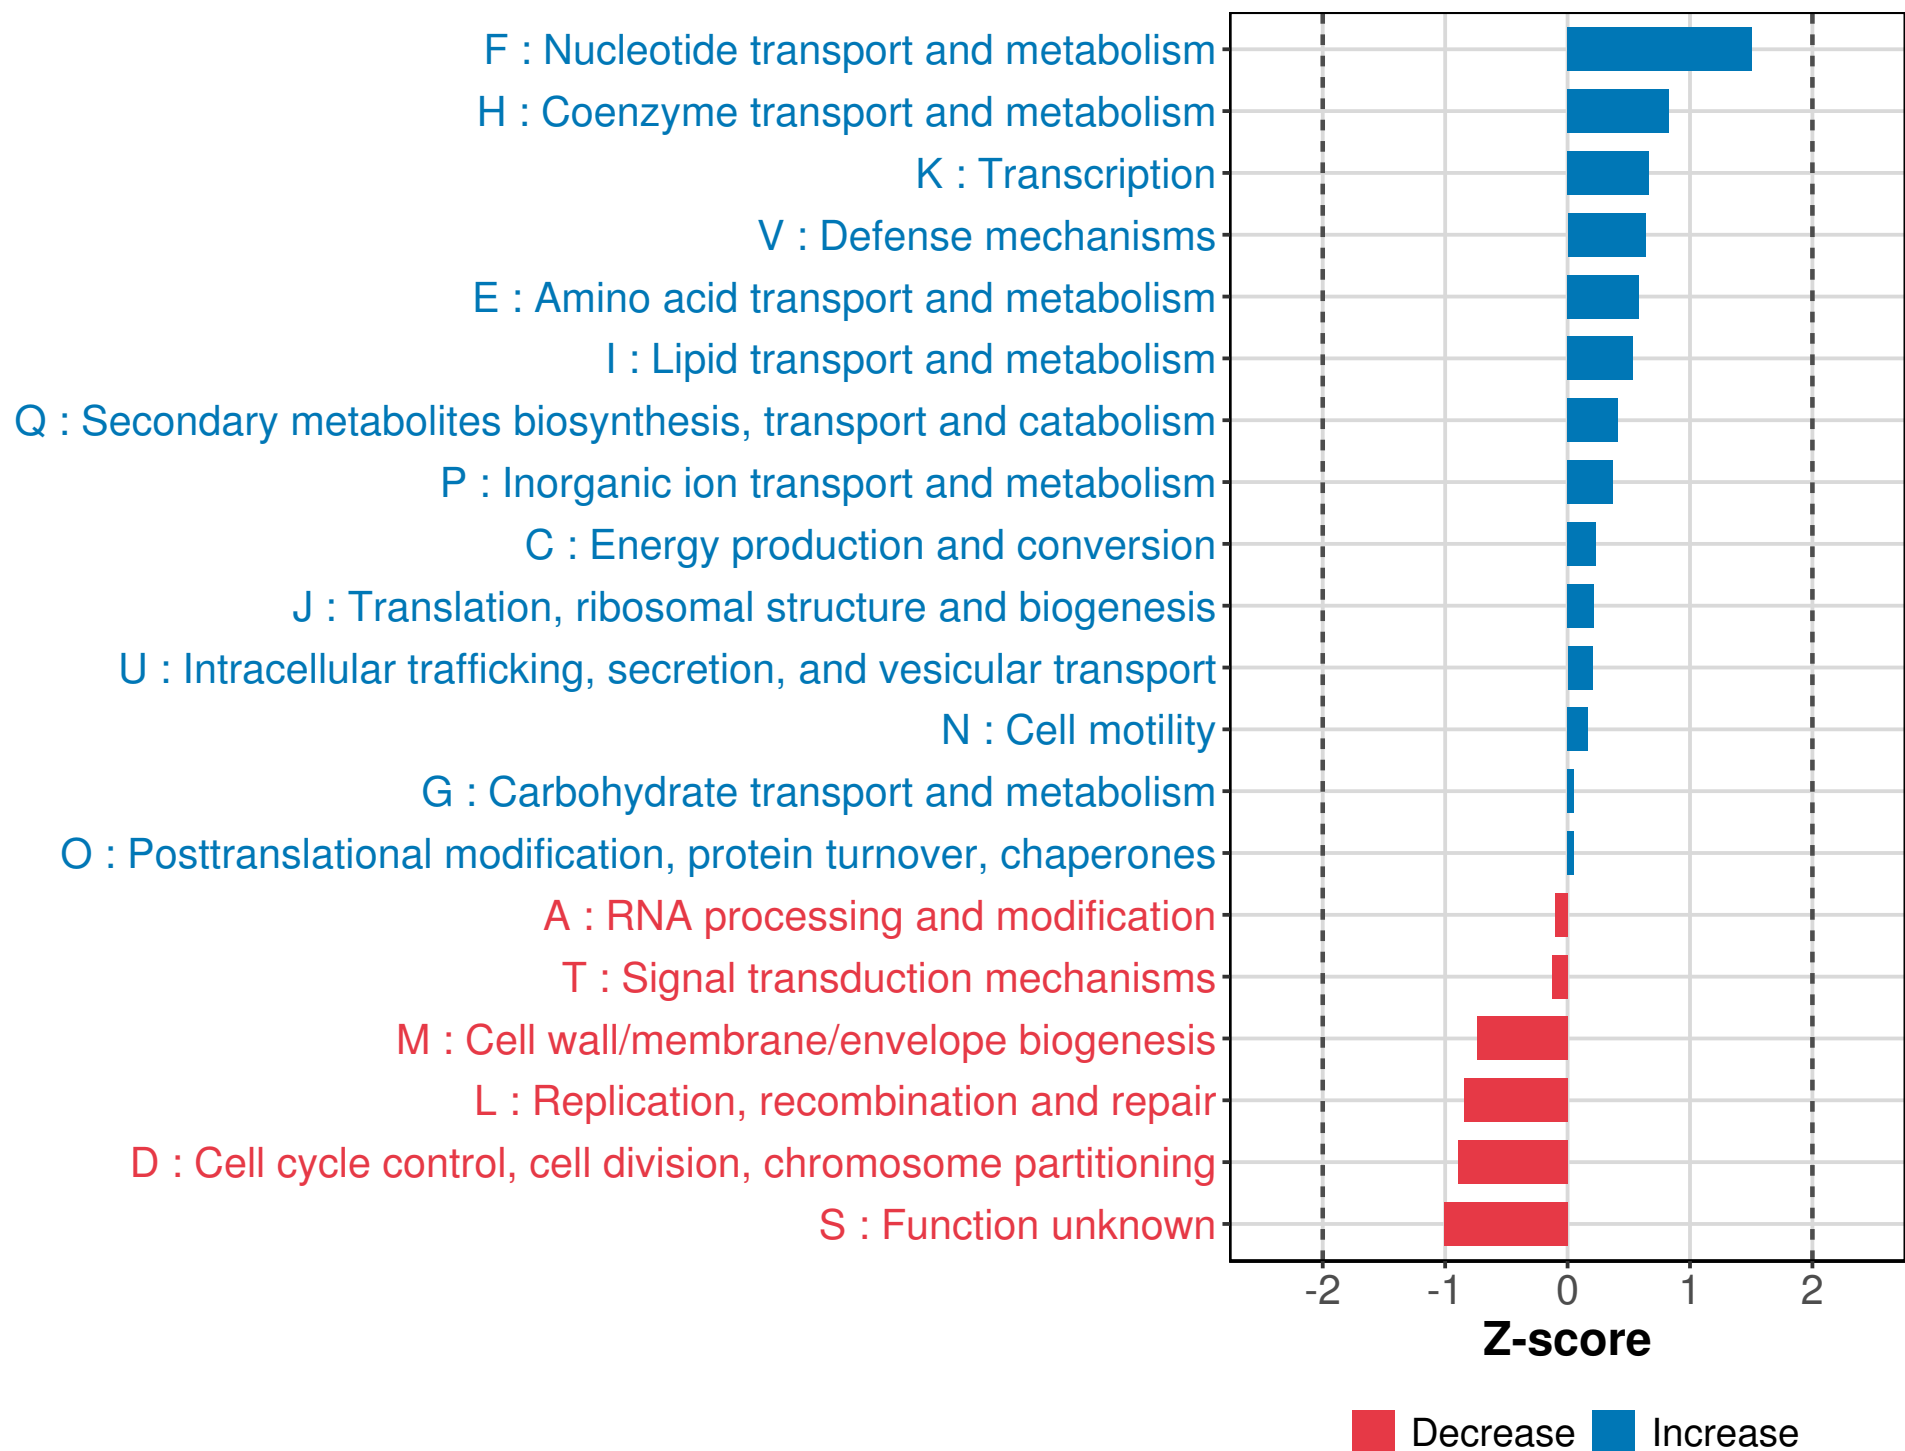 F : Nucleotide transport and metabolism
H : Coenzyme transport and metabolism
K : Transcription
V : Defense mechanisms
E : Amino acid transport and metabolism
I : Lipid transport and metabolism
Q : Secondary metabolites biosynthesis, transport and catabolism
P : Inorganic ion transport and metabolism
C : Energy production and conversion
J : Translation, ribosomal structure and biogenesis
U : Intracellular trafficking, secretion, and vesicular transport
N : Cell motility
G : Carbohydrate transport and metabolism
O : Posttranslational modification, protein turnover, chaperones
A : RNA processing and modification
T : Signal transduction mechanisms
M : Cell wall/membrane/envelope biogenesis
L : Replication, recombination and repair
D : Cell cycle control, cell division, chromosome partitioning
S : Function unknown
-2 -1 0 1 2
Z-score
Decrease Increase